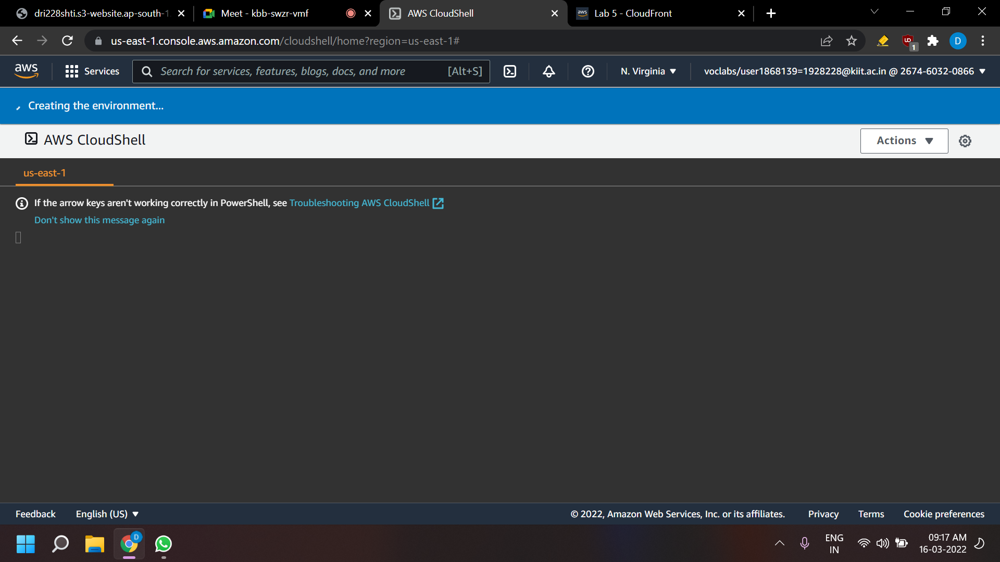 dri228shti.s3-website.ap-south-1
Meet - kbb-swzr-vmf
AWS CloudShell
aws
Lab 5 - CloudFront
us-east-1.console.aws.amazon.com/cloudshell/home?region=us-east-1#
1
D
aws
Services
Search for services, features, blogs, docs, and more
[Alt+S]
N. Virginia
voclabs/user1868139=1928228@kiit.ac.in @ 2674-6032-0866
Creating the environment...
AWS CloudShell
Actions
us-east-1
If the arrow keys aren't working correctly in PowerShell, see Troubleshooting AWS CloudShell
Don't show this message again
Feedback
English (US)
© 2022, Amazon Web Services, Inc. or its affiliates.
Privacy
Terms
Cookie preferences
D
ENG
IN
09:17 AM
16-03-2022